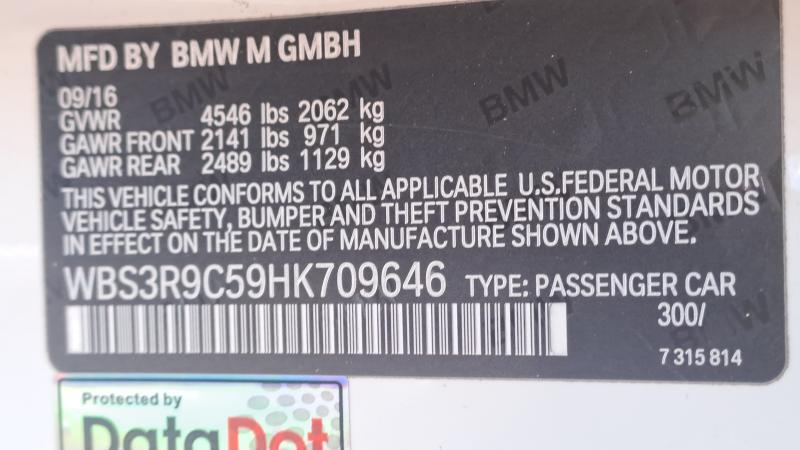 MFD BY BMW M GMBH
09/16
GVWR 4546 lbs 2062 kg
GAWR FRONT 2141 lbs 971 kg
GAWR REAR 2489 lbs 1129 kg
THIS VEHICLE CONFORMS TO ALL APPLICABLE U.S.FEDERAL MOTOR
VEHICLE SAFETY, BUMPER AND THEFT PREVENTION STANDARDS
IN EFFECT ON THE DATE OF MANUFACTURE SHOWN ABOVE.
WBS3R9C59HK709646 TYPE: PASSENGER CAR
300/
7 315 814
Protected by
DataDot